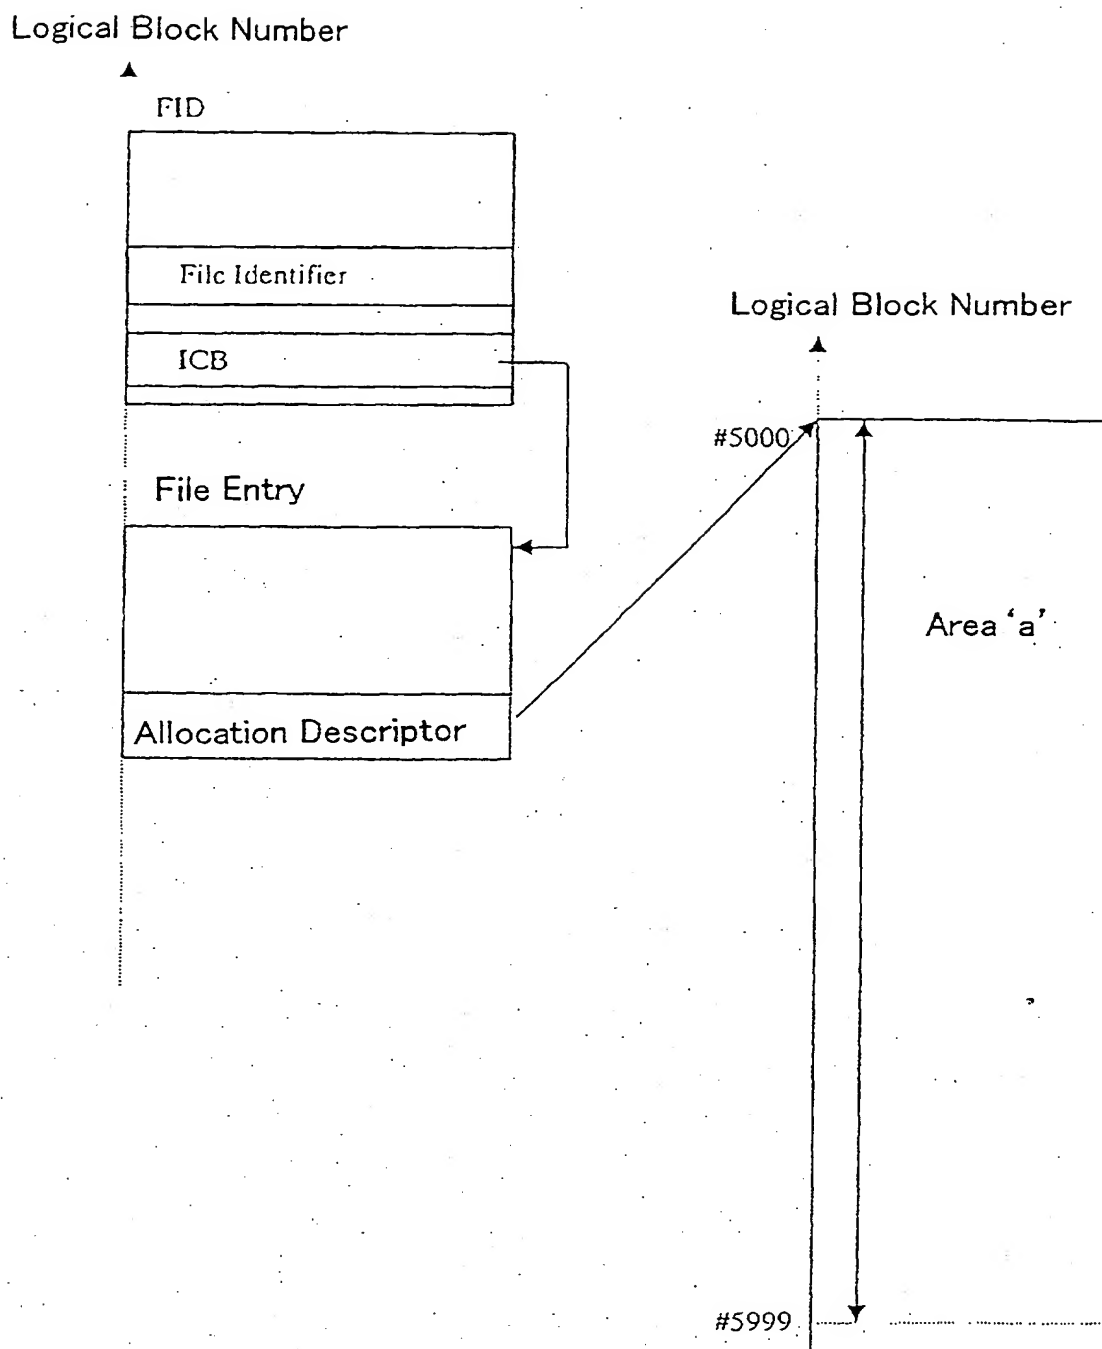 Logical Block Number
FID
File Identifier
ICB
Logical Block Number
#5000
File Entry
Area 'a'
Allocation Descriptor
#5999